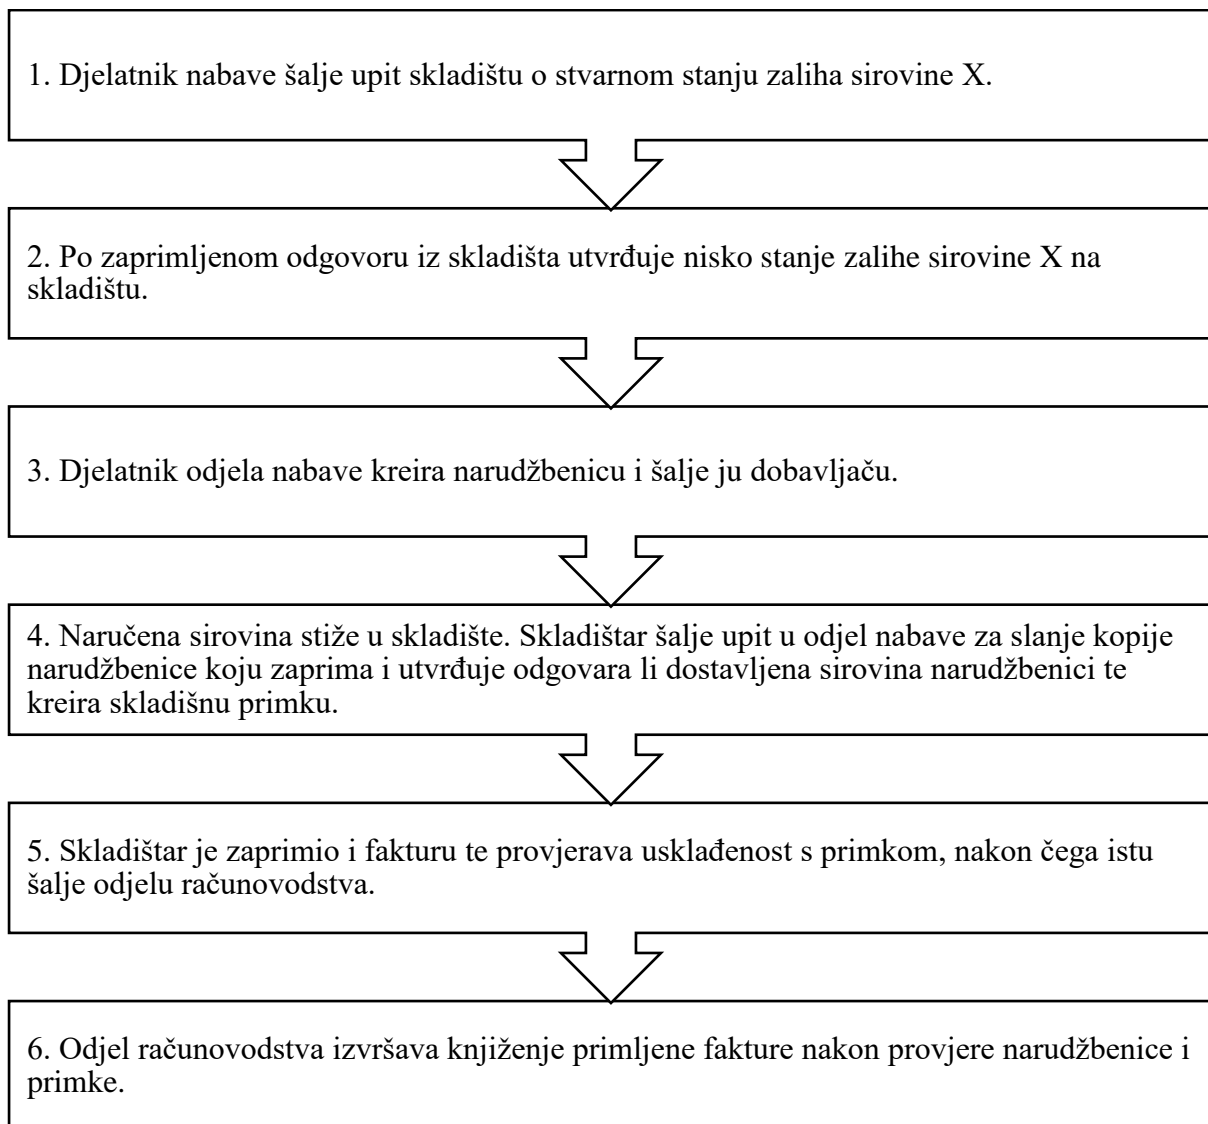 1. Djelatnik nabave šalje upit skladištu o stvarnom stanju zaliha sirovine X.
2. Po zaprimljenom odgovoru iz skladišta utvrđuje nisko stanje zalihe sirovine X na
skladištu.
3. Djelatnik odjela nabave kreira narudžbenicu i šalje ju dobavljaču.
4. Naručena sirovina stiže u skladište. Skladištar šalje upit u odjel nabave za slanje kopije
narudžbenice koju zaprima i utvrđuje odgovara li dostavljena sirovina narudžbenici te
kreira skladišnu primku.
5. Skladištar je zaprimio i fakturu te provjerava usklađenost s primkom, nakon čega istu
šalje odjelu računovodstva.
6. Odjel računovodstva izvršava knjiženje primljene fakture nakon provjere narudžbenice i
primke.